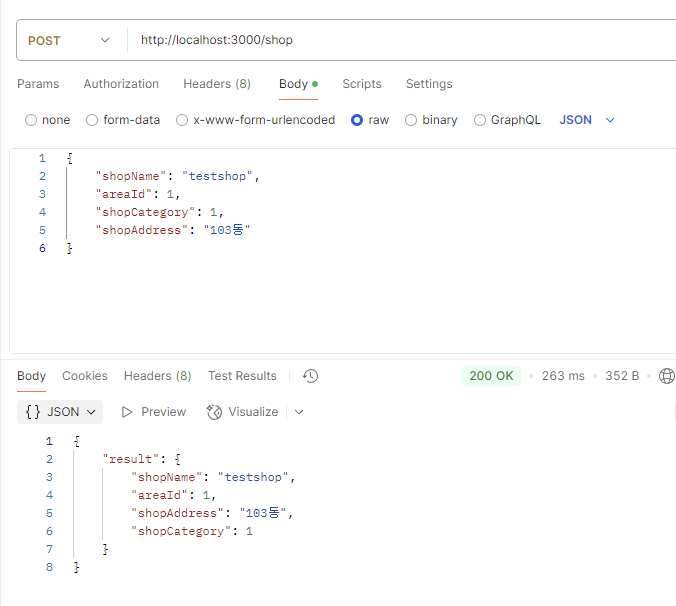 POST http://localhost:3000/shop
Params Authorization Headers (8) Body Scripts Settings
none form-data x-www-form-urlencoded raw binary GraphQL JSON
1 {
2 "shopName": "testshop",
3 "areaId": 1,
4 "shopCategory": 1,
5 "shopAddress": "103동"
6 }
Body Cookies Headers (8) Test Results 200 OK • 263 ms • 352 B •
{} JSON Preview Visualize
1 {
2 "result": {
3 "shopName": "testshop",
4 "areaId": 1,
5 "shopAddress": "103동",
6 "shopCategory": 1
7 }
8 }